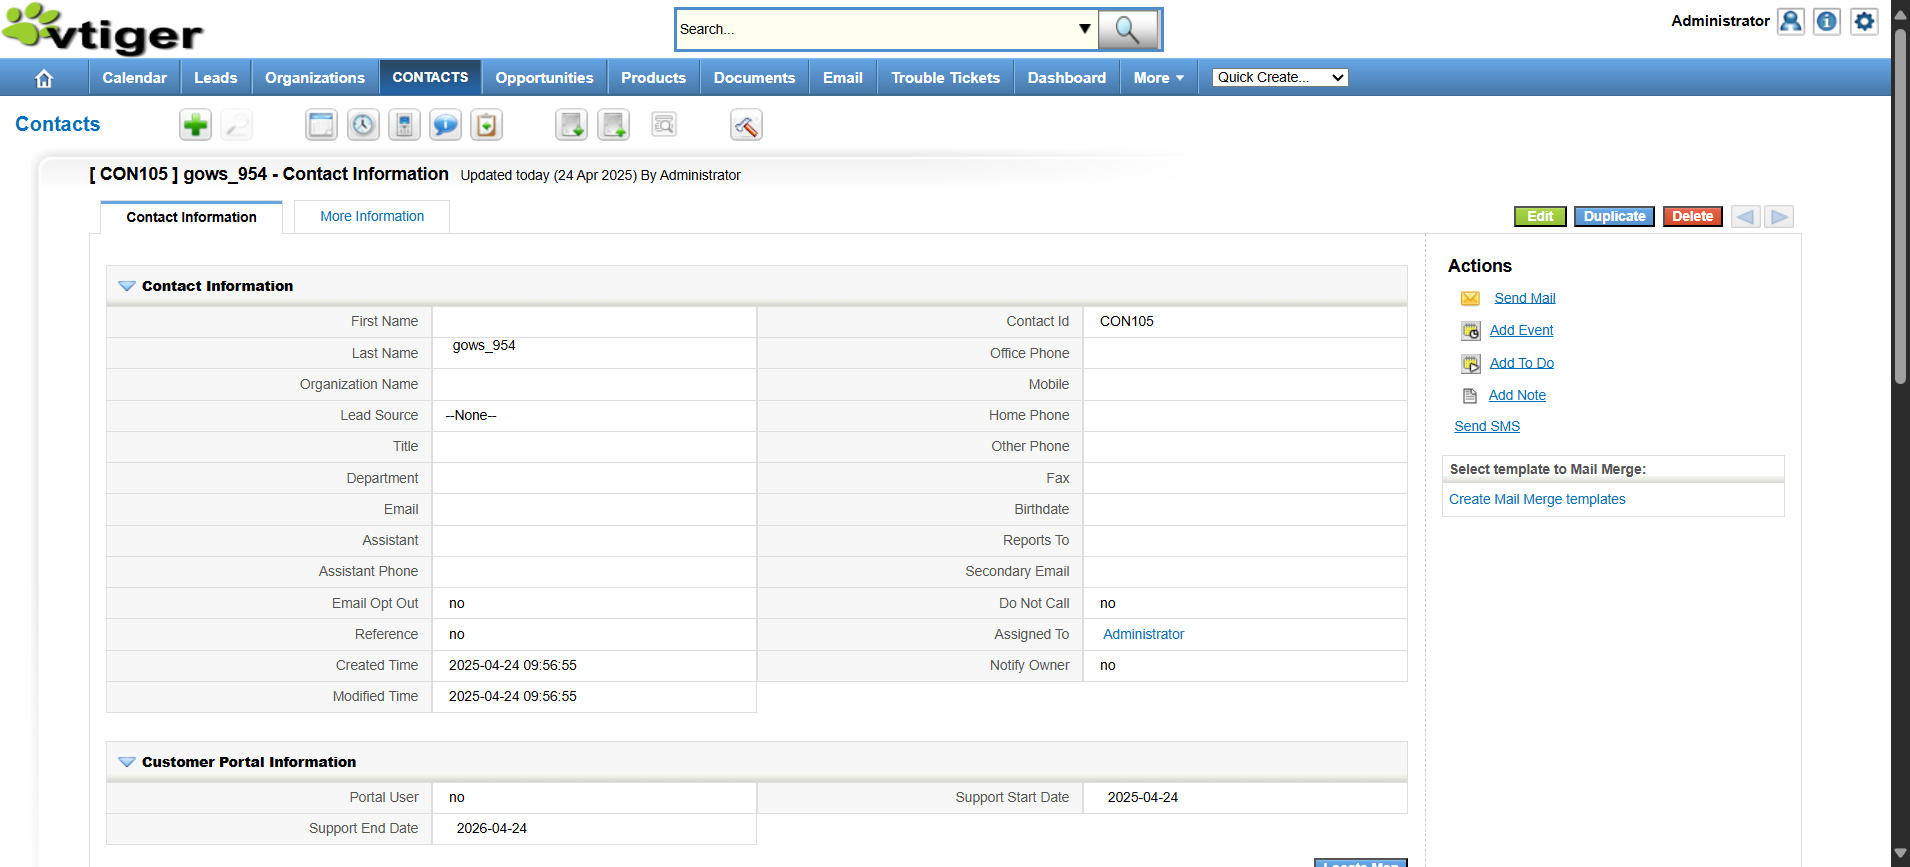 vtiger
Search...
Administrator
Calendar Leads Organizations CONTACTS Opportunities Products Documents Email Trouble Tickets Dashboard More Quick Create...
Contacts
[ CON105 ] gows_954 - Contact Information Updated today (24 Apr 2025) By Administrator
Contact Information More Information
Edit Duplicate Delete
Contact Information
First Name Contact Id CON105
Last Name gows_954 Office Phone
Organization Name Mobile
Lead Source --None-- Home Phone
Title Other Phone
Department Fax
Email Birthdate
Assistant Reports To
Assistant Phone Secondary Email
Email Opt Out no Do Not Call no
Reference no Assigned To Administrator
Created Time 2025-04-24 09:56:55 Notify Owner no
Modified Time 2025-04-24 09:56:55
Customer Portal Information
Portal User no Support Start Date 2025-04-24
Support End Date 2026-04-24
Locate Map
Actions
Send Mail
Add Event
Add To Do
Add Note
Send SMS
Select template to Mail Merge:
Create Mail Merge templates